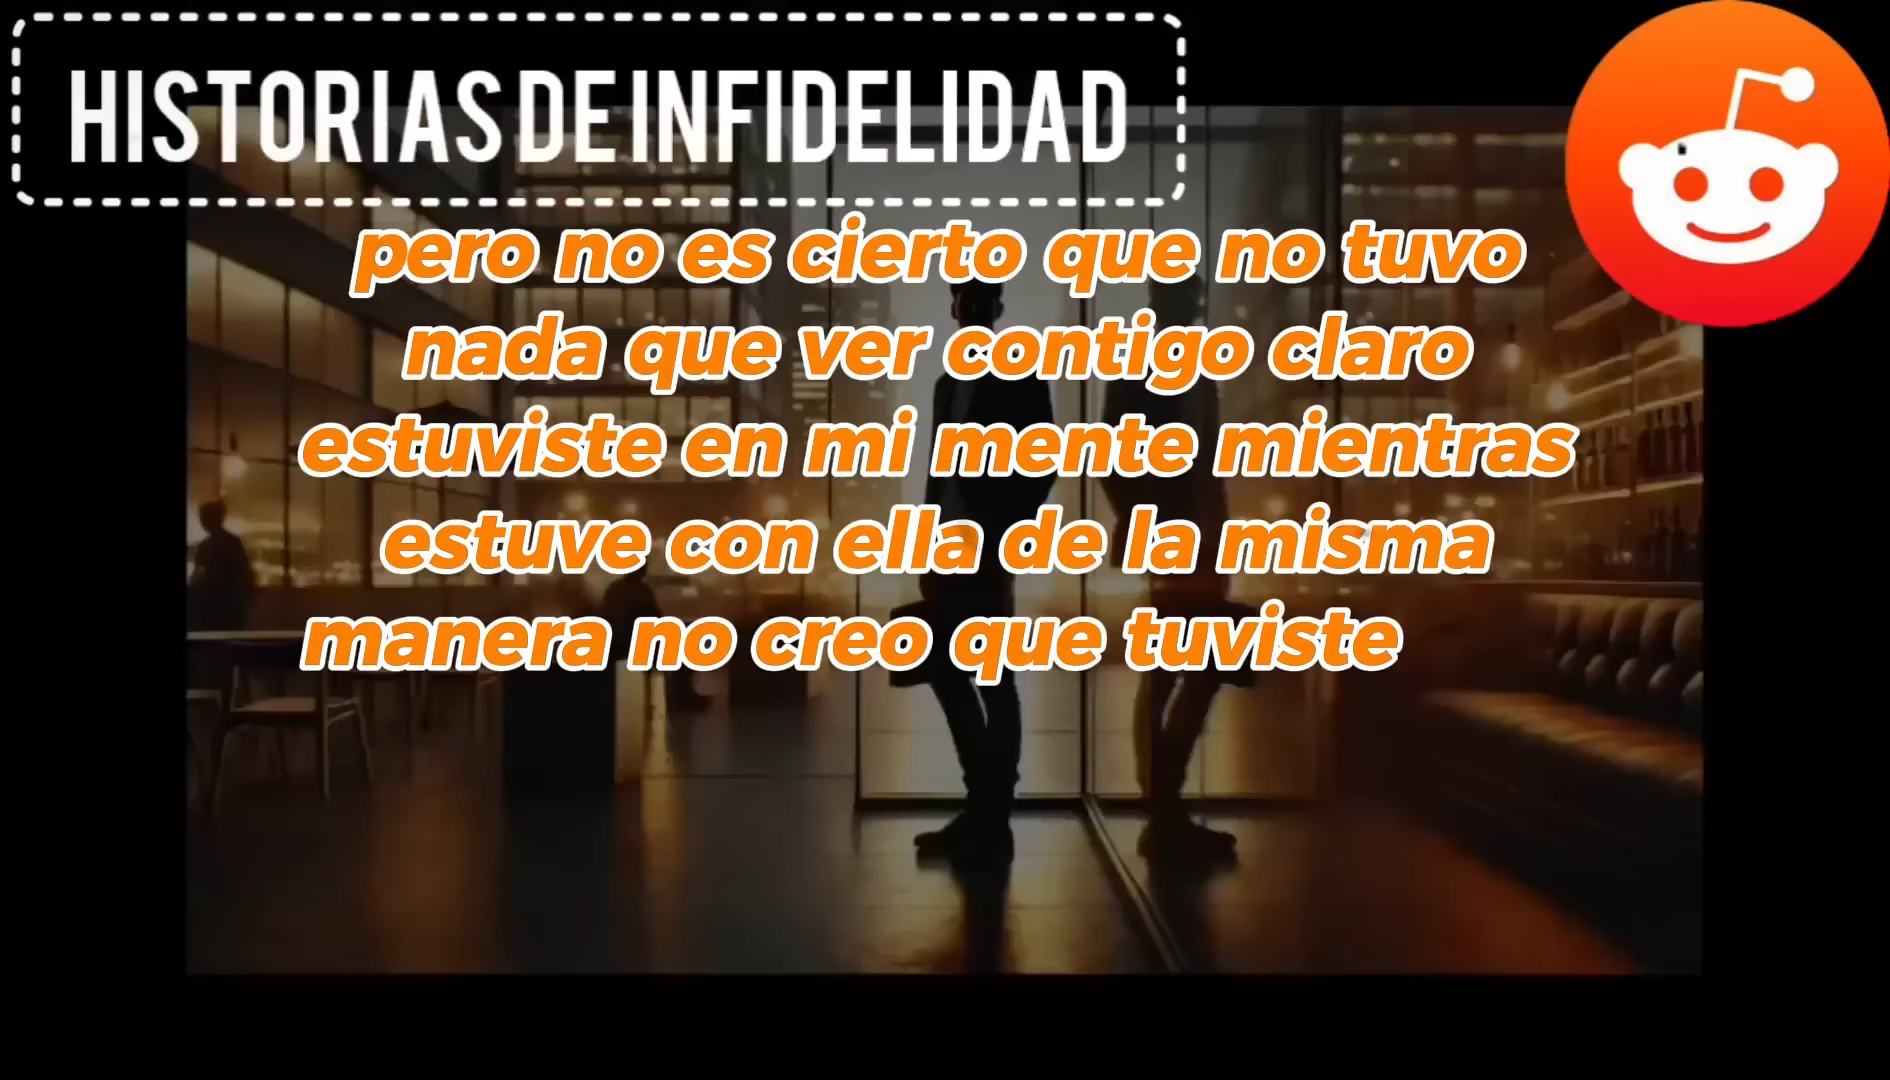 HISTORIAS DE INFIDELIDAD
pero no es cierto que no tuvo
nada que ver contigo claro
estuviste en mi mente mientras
estuve con ella de la misma
manera no creo que tuviste